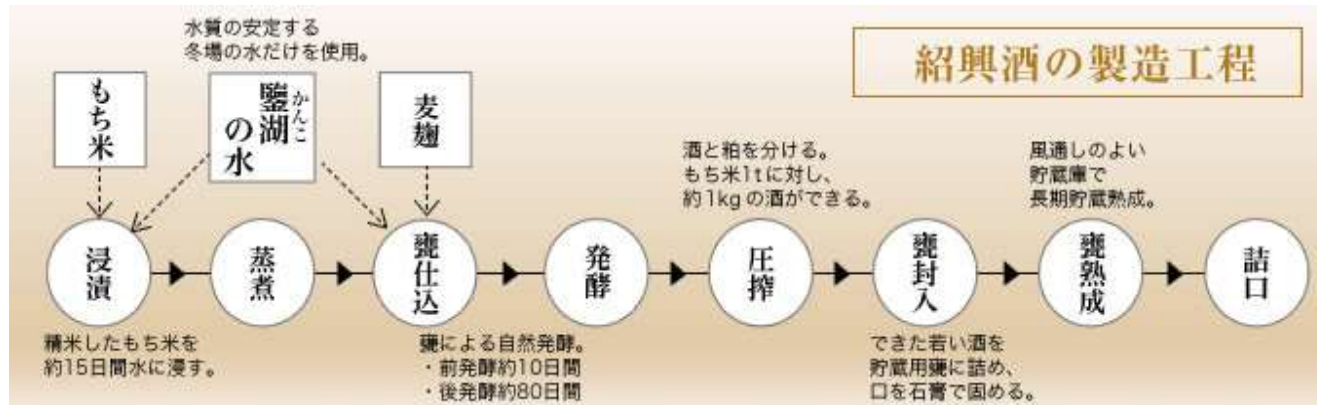 紹興酒の製造工程
水質の安定する
冬場の水だけを使用。
もち米
鑒湖
かんこ
の水
麦麹
酒と粕を分ける。
もち米1tに対し、
約1kgの酒ができる。
風通しのよい
貯蔵庫で
長期貯蔵熟成。
浸漬
蒸煮
甕仕込
発酵
圧搾
甕封入
甕熟成
詰口
精米したもち米を
約15日間水に浸す。
甕による自然発酵。
・前発酵約10日間
・後発酵約80日間
できた若い酒を
貯蔵用甕に詰め、
口を石膏で固める。